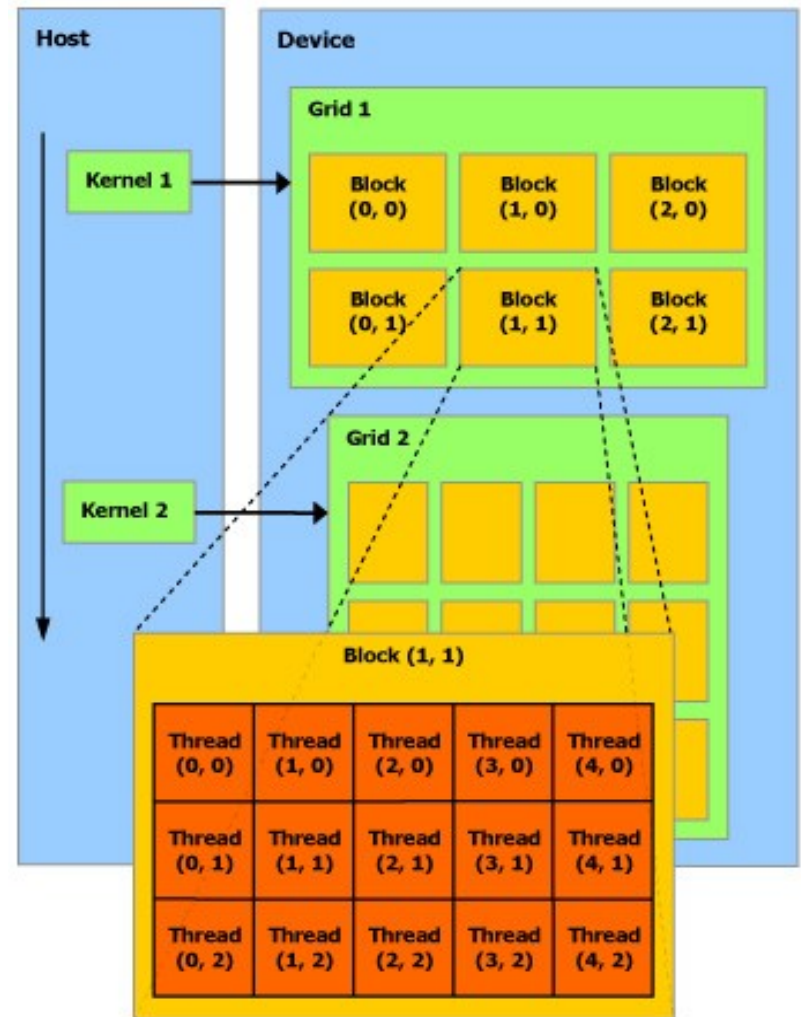 Host
Device
Grid 1
Kernel 1
Block
(0, 0)
Block
(1, 0)
Block
(2, 0)
Block
(0, 1)
Block
(1, 1)
Block
(2, 1)
Grid 2
Kernel 2
Block (1, 1)
Thread
(0, 0)
Thread
(1, 0)
Thread
(2, 0)
Thread
(3, 0)
Thread
(4, 0)
Thread
(0, 1)
Thread
(1, 1)
Thread
(2, 1)
Thread
(3, 1)
Thread
(4, 1)
Thread
(0, 2)
Thread
(1, 2)
Thread
(2, 2)
Thread
(3, 2)
Thread
(4, 2)